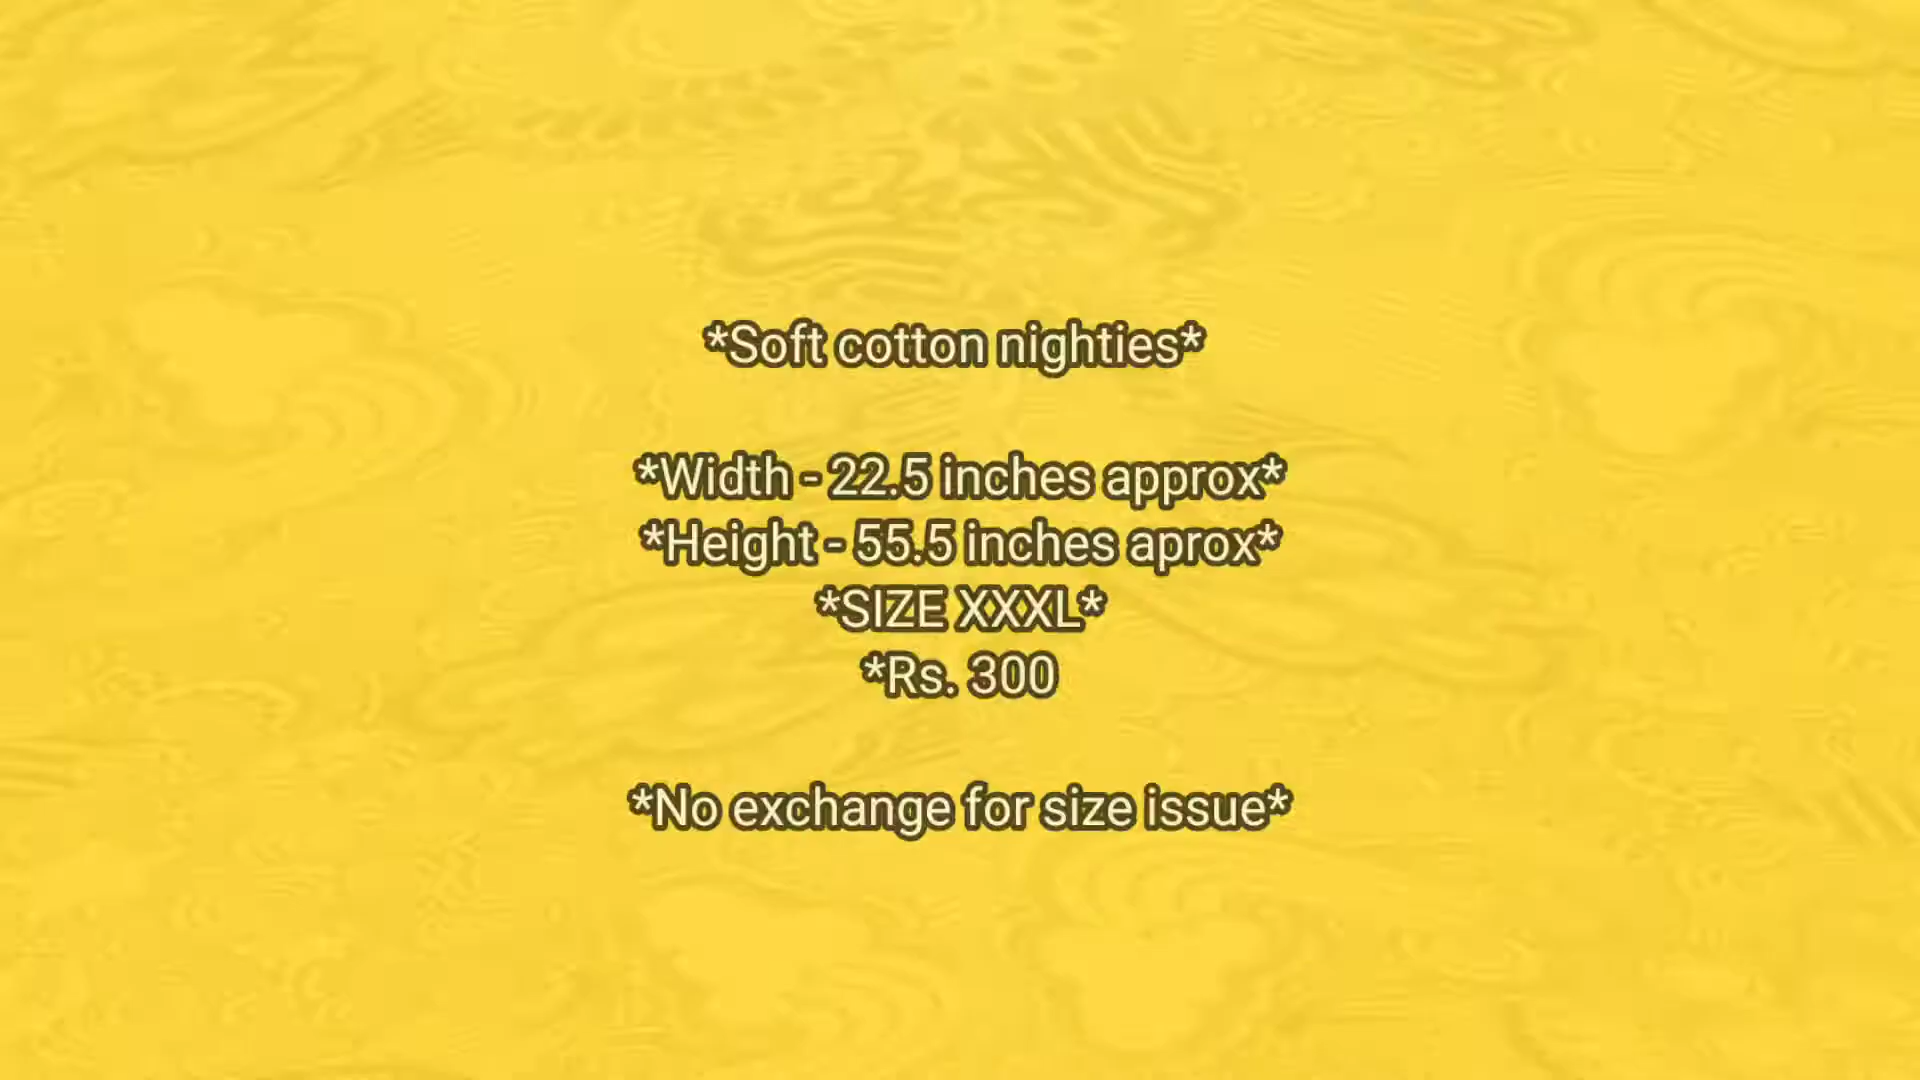 *Soft cotton nighties*
*Width - 22.5 inches approx*
*Height - 55.5 inches aprox*
*SIZE XXXL*
*Rs. 300
*No exchange for size issue*